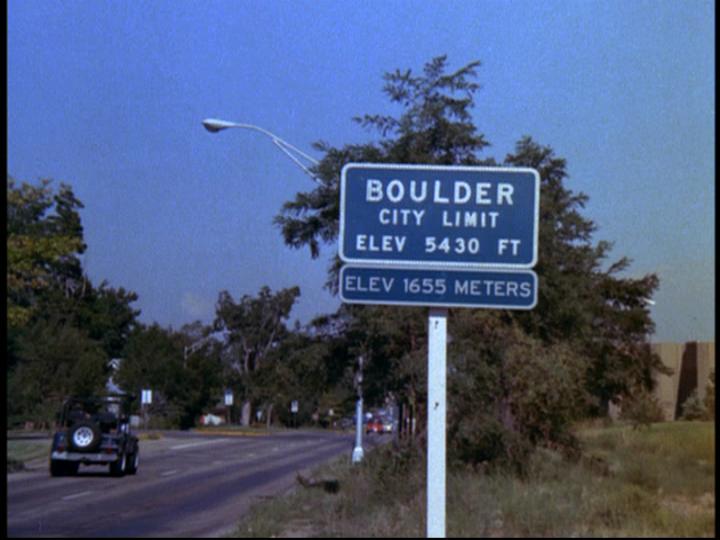 BOULDER
CITY LIMIT
ELEV 5430 FT
ELEV 1655 METERS